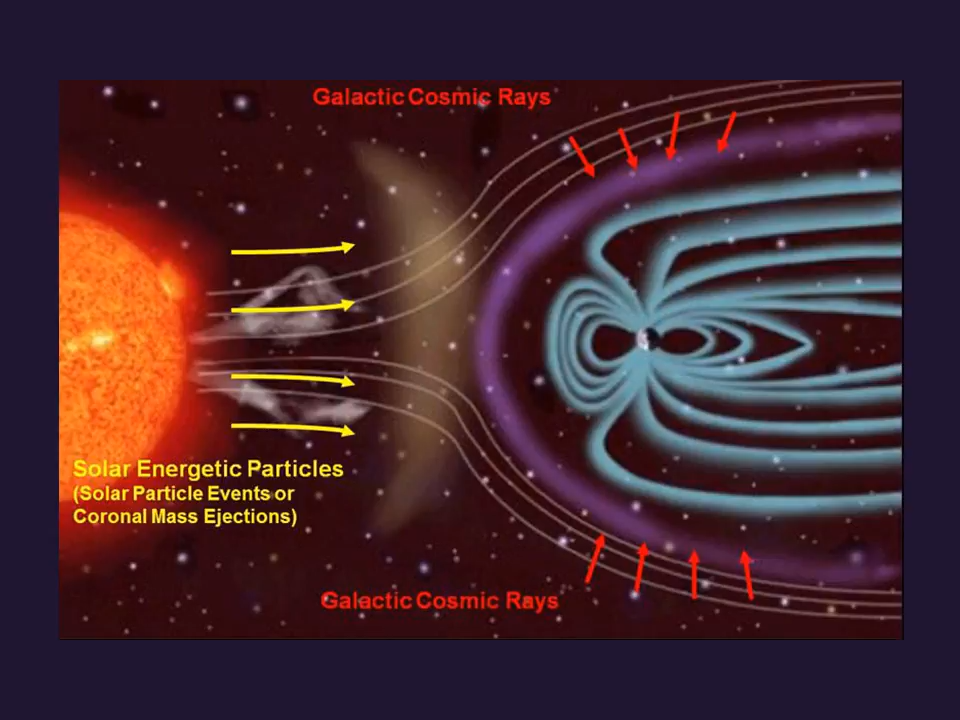 Galactic Cosmic Rays
Solar Energetic Particles
(Solar Particle Events or
Coronal Mass Ejections)
Galactic Cosmic Rays